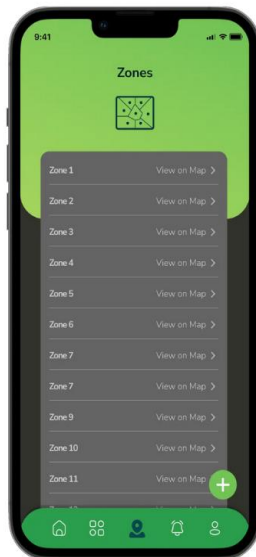 9:41
Zones
Zone 1 View on Map >
Zone 2 View on Map >
Zone 3 View on Map >
Zone 4 View on Map >
Zone 5 View on Map >
Zone 6 View on Map >
Zone 7 View on Map >
Zone 7 View on Map >
Zone 9 View on Map >
Zone 10 View on Map >
Zone 11 View on Map